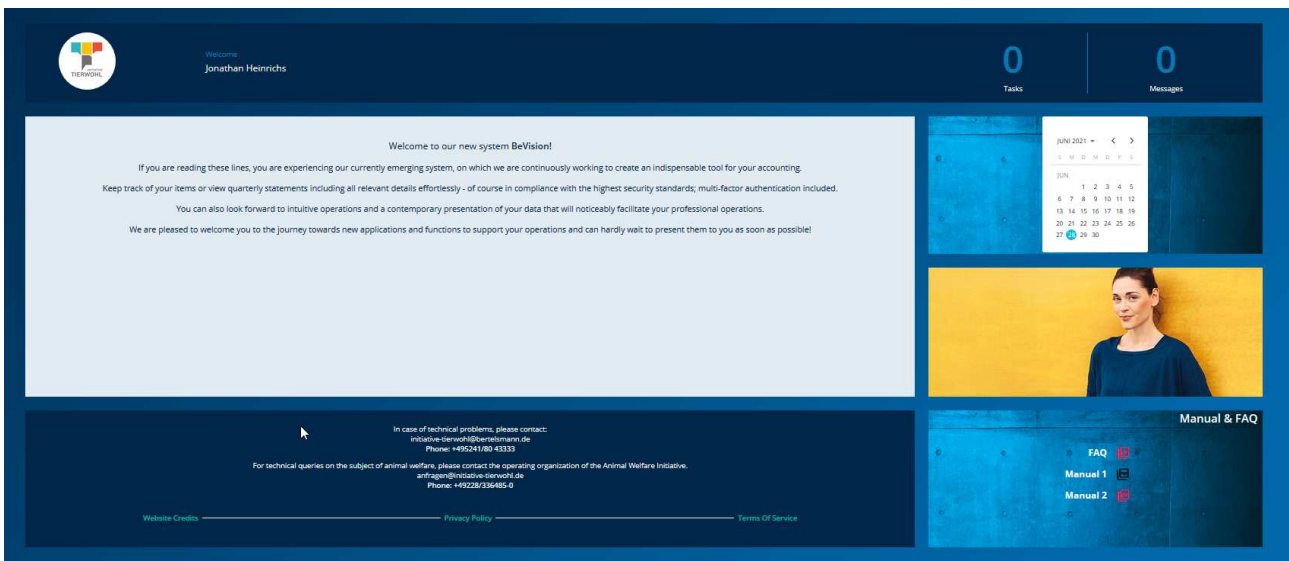 INITIATIVE
TIERWOHL
Welcome
Jonathan Heinrichs
0
Tasks
0
Messages
Welcome to our new system BeVision!
If you are reading these lines, you are experiencing our currently emerging system, on which we are continuously working to create an indispensable tool for your accounting.
Keep track of your items or view quarterly statements including all relevant details effortlessly - of course in compliance with the highest security standards; multi-factor authentication included.
You can also look forward to intuitive operations and a contemporary presentation of your data that will noticeably facilitate your professional operations.
We are pleased to welcome you to the journey towards new applications and functions to support your operations and can hardly wait to present them to you as soon as possible!
JUNI 2021
S M D M D F S
JUN
1 2 3 4 5
6 7 8 9 10 11 12
13 14 15 16 17 18 19
20 21 22 23 24 25 26
27 28 29 30
In case of technical problems, please contact:
initiative-tierwohl@bertelsmann.de
Phone: +495241/80 43333
For technical queries on the subject of animal welfare, please contact the operating organization of the Animal Welfare Initiative.
anfragen@initiative-tierwohl.de
Phone: +49228/336485-0
Website Credits
Privacy Policy
Terms Of Service
Manual & FAQ
FAQ
Manual 1
Manual 2